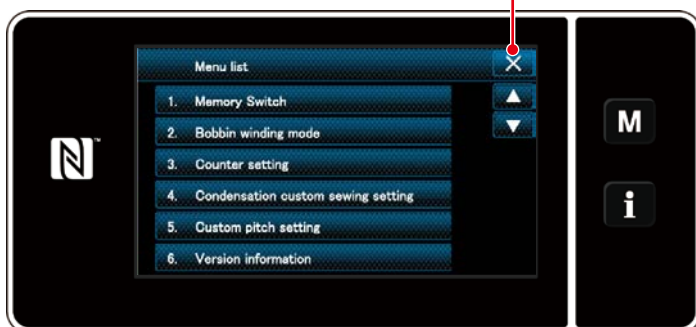 Menu list
1. Memory Switch
2. Bobbin winding mode
3. Counter setting
4. Condensation custom sewing setting
5. Custom pitch setting
6. Version information
N™
M
i